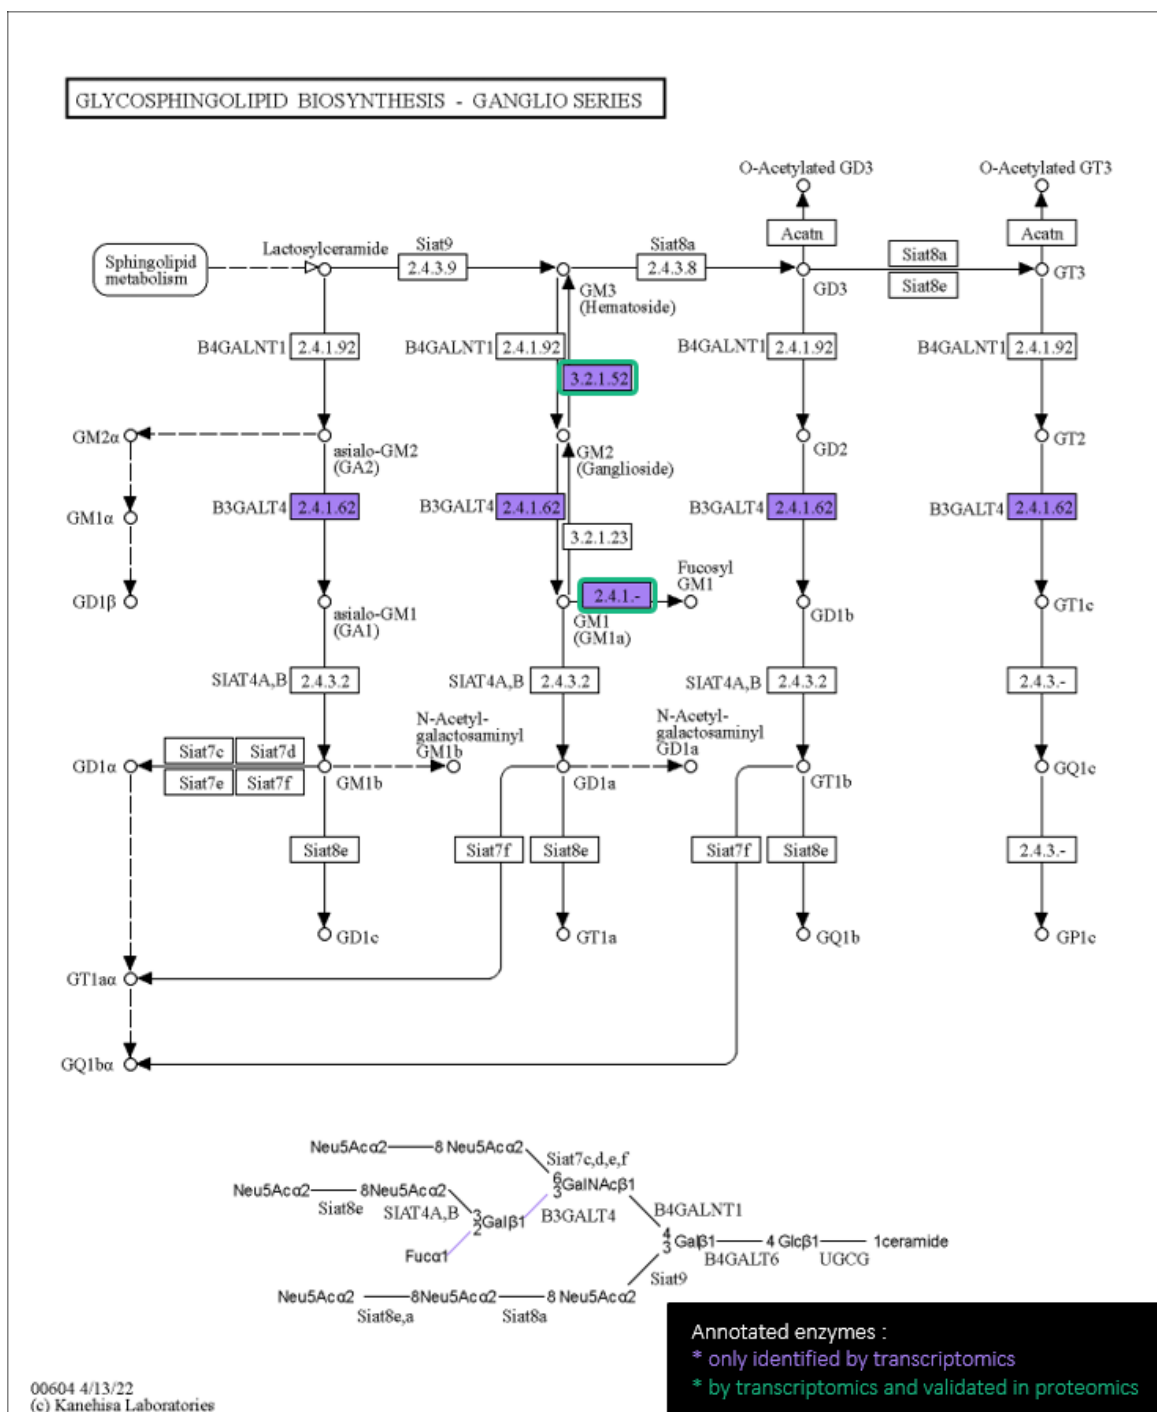 GLYCOSPHINGOLIPID BIOSYNTHESIS - GANGLIO SERIES
O-Acetylated GD3
O-Acetylated GT3
Acatn
Acatn
Sphingolipid
metabolism
Lactosylceramide
Siat9
2.4.3.9
GM3
(Hematoside)
Siat8a
2.4.3.8
GD3
Siat8a
Siat8e
GT3
B4GALNT1 2.4.1.92
B4GALNT1 2.4.1.92
B4GALNT1 2.4.1.92
B4GALNT1 2.4.1.92
3.2.1.52
GM2α
asialo-GM2
(GA2)
GM2
(Ganglioside)
GD2
GT2
B3GALT4 2.4.1.62
B3GALT4 2.4.1.62
B3GALT4 2.4.1.62
B3GALT4 2.4.1.62
GM1α
3.2.1.23
GD1β
asialo-GM1
(GA1)
2.4.1.-
GM1
(GM1a)
Fucosyl
GM1
GD1b
GT1c
SIAT4A,B 2.4.3.2
SIAT4A,B 2.4.3.2
SIAT4A,B 2.4.3.2
2.4.3.-
N-Acetyl-
galactosaminyl
GM1b
N-Acetyl-
galactosaminyl
GD1a
GD1α
Siat7c Siat7d
Siat7e Siat7f
GM1b
GD1a
GT1b
GQ1c
Siat8e
Siat7f
Siat8e
Siat7f
Siat8e
2.4.3.-
GD1c
GT1a
GQ1b
GP1c
GT1aα
GQ1bα
Neu5Acα2 8 Neu5Acα2
Siat7c,d,e,f
6
3 GalNAcβ1
Neu5Acα2 8Neu5Acα2
Siat8e SIAT4A,B
3
2 Galβ1
B3GALT4
B4GALNT1
Fucα1
4
3 Galβ1 4 Glcβ1 1ceramide
B4GALT6 UGCG
Siat9
Neu5Acα2 8Neu5Acα2 8 Neu5Acα2
Siat8e,a Siat8a
Annotated enzymes :
* only identified by transcriptomics
* by transcriptomics and validated in proteomics
00604 4/13/22
(c) Kanehisa Laboratories